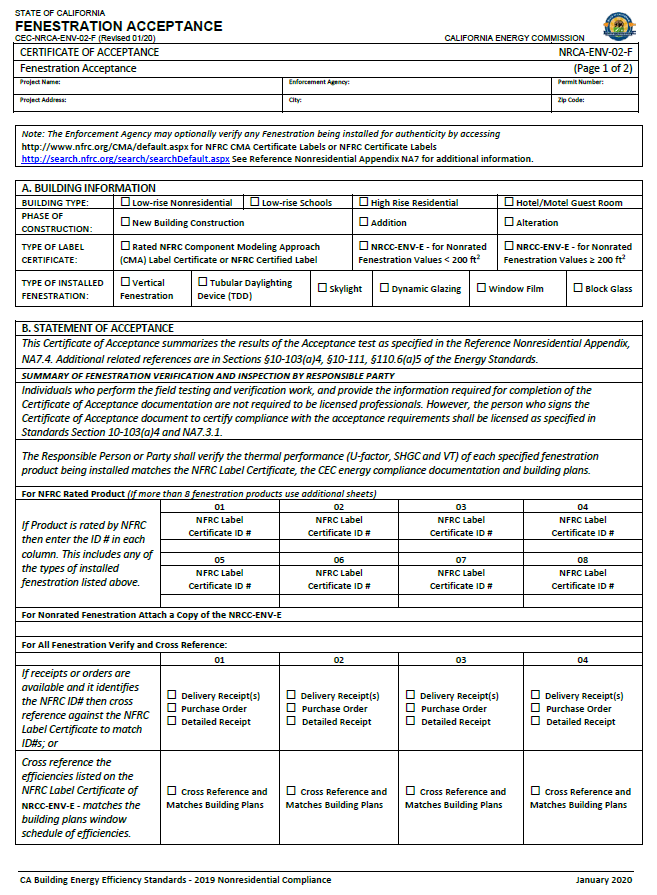 STATE OF CALIFORNIA
FENESTRATION ACCEPTANCE
CEC-NRCA-ENV-02-F (Revised 01/20) CALIFORNIA ENERGY COMMISSION
CERTIFICATE OF ACCEPTANCE NRCA-ENV-02-F
Fenestration Acceptance (Page 1 of 2)
Project Name: Enforcement Agency: Permit Number:
Project Address: City: Zip Code:
Note: The Enforcement Agency may optionally verify any Fenestration being installed for authenticity by accessing
http://www.nfrc.org/CMA/default.aspx for NFRC CMA Certificate Labels or NFRC Certificate Labels
http://search.nfrc.org/search/searchDefault.aspx See Reference Nonresidential Appendix NA7 for additional information.
A. BUILDING INFORMATION
BUILDING TYPE: ☐ Low-rise Nonresidential ☐ Low-rise Schools ☐ High Rise Residential ☐ Hotel/Motel Guest Room
PHASE OF
CONSTRUCTION: ☐ New Building Construction ☐ Addition ☐ Alteration
TYPE OF LABEL ☐ Rated NFRC Component Modeling Approach ☐ NRCC-ENV-E - for Nonrated ☐ NRCC-ENV-E - for Nonrated
CERTIFICATE: (CMA) Label Certificate or NFRC Certified Label Fenestration Values < 200 ft² Fenestration Values ≥ 200 ft²
TYPE OF INSTALLED ☐ Vertical ☐ Tubular Daylighting ☐ Skylight ☐ Dynamic Glazing ☐ Window Film ☐ Block Glass
FENESTRATION: Fenestration Device (TDD)
B. STATEMENT OF ACCEPTANCE
This Certificate of Acceptance summarizes the results of the Acceptance test as specified in the Reference Nonresidential Appendix,
NA7.4. Additional related references are in Sections §10-103(a)4, §10-111, §110.6(a)5 of the Energy Standards.
SUMMARY OF FENESTRATION VERIFICATION AND INSPECTION BY RESPONSIBLE PARTY
Individuals who perform the field testing and verification work, and provide the information required for completion of the
Certificate of Acceptance documentation are not required to be licensed professionals. However, the person who signs the
Certificate of Acceptance document to certify compliance with the acceptance requirements shall be licensed as specified in
Standards Section 10-103(a)4 and NA7.3.1.
The Responsible Person or Party shall verify the thermal performance (U-factor, SHGC and VT) of each specified fenestration
product being installed matches the NFRC Label Certificate, the CEC energy compliance documentation and building plans.
For NFRC Rated Product (If more than 8 fenestration products use additional sheets)
If Product is rated by NFRC
then enter the ID # in each
column. This includes any of
the types of installed
fenestration listed above.
01 02 03 04
NFRC Label NFRC Label NFRC Label NFRC Label
Certificate ID # Certificate ID # Certificate ID # Certificate ID #
05 06 07 08
NFRC Label NFRC Label NFRC Label NFRC Label
Certificate ID # Certificate ID # Certificate ID # Certificate ID #
For Nonrated Fenestration Attach a Copy of the NRCC-ENV-E
For All Fenestration Verify and Cross Reference:
01 02 03 04
If receipts or orders are
available and it identifies
the NFRC ID# then cross
reference against the NFRC
Label Certificate to match
ID#s; or
☐ Delivery Receipt(s) ☐ Delivery Receipt(s) ☐ Delivery Receipt(s) ☐ Delivery Receipt(s)
☐ Purchase Order ☐ Purchase Order ☐ Purchase Order ☐ Purchase Order
☐ Detailed Receipt ☐ Detailed Receipt ☐ Detailed Receipt ☐ Detailed Receipt
Cross reference the
efficiencies listed on the
NFRC Label Certificate of
NRCC-ENV-E - matches the
building plans window
schedule of efficiencies.
☐ Cross Reference and ☐ Cross Reference and ☐ Cross Reference and ☐ Cross Reference and
Matches Building Plans Matches Building Plans Matches Building Plans Matches Building Plans
CA Building Energy Efficiency Standards - 2019 Nonresidential Compliance January 2020